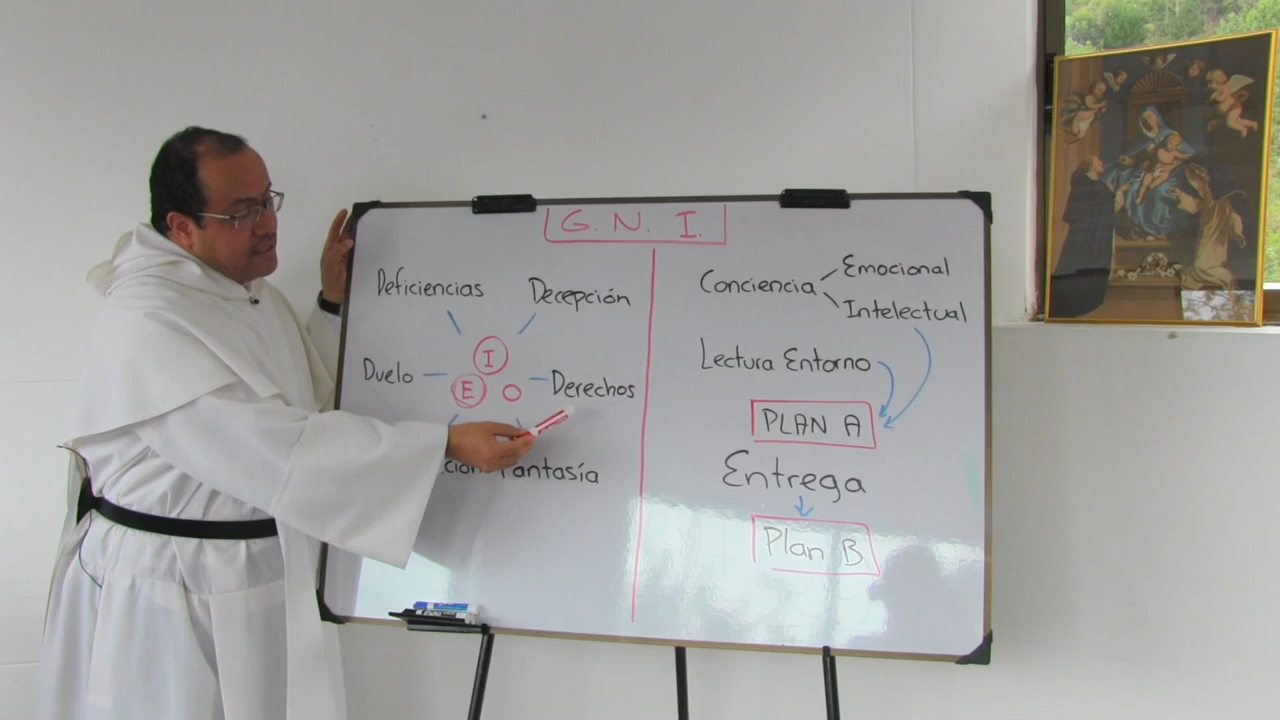 G. N. I.
Deficiencias
Decepción
I
Duelo
E
O
Derechos
Fantasía
Conciencia
Emocional
Intelectual
Lectura Entorno
PLAN A
Entrega
Plan B